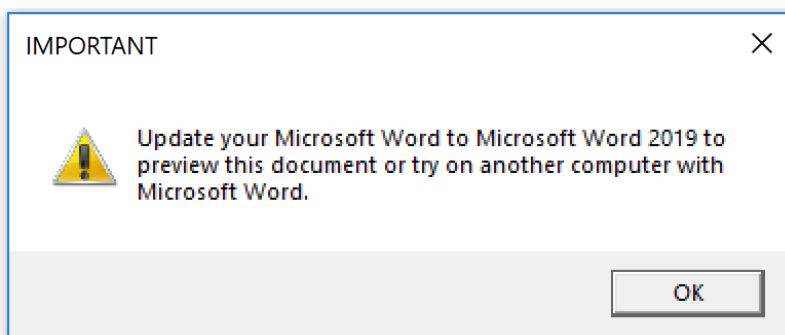 IMPORTANT
Update your Microsoft Word to Microsoft Word 2019 to
preview this document or try on another computer with
Microsoft Word.
OK